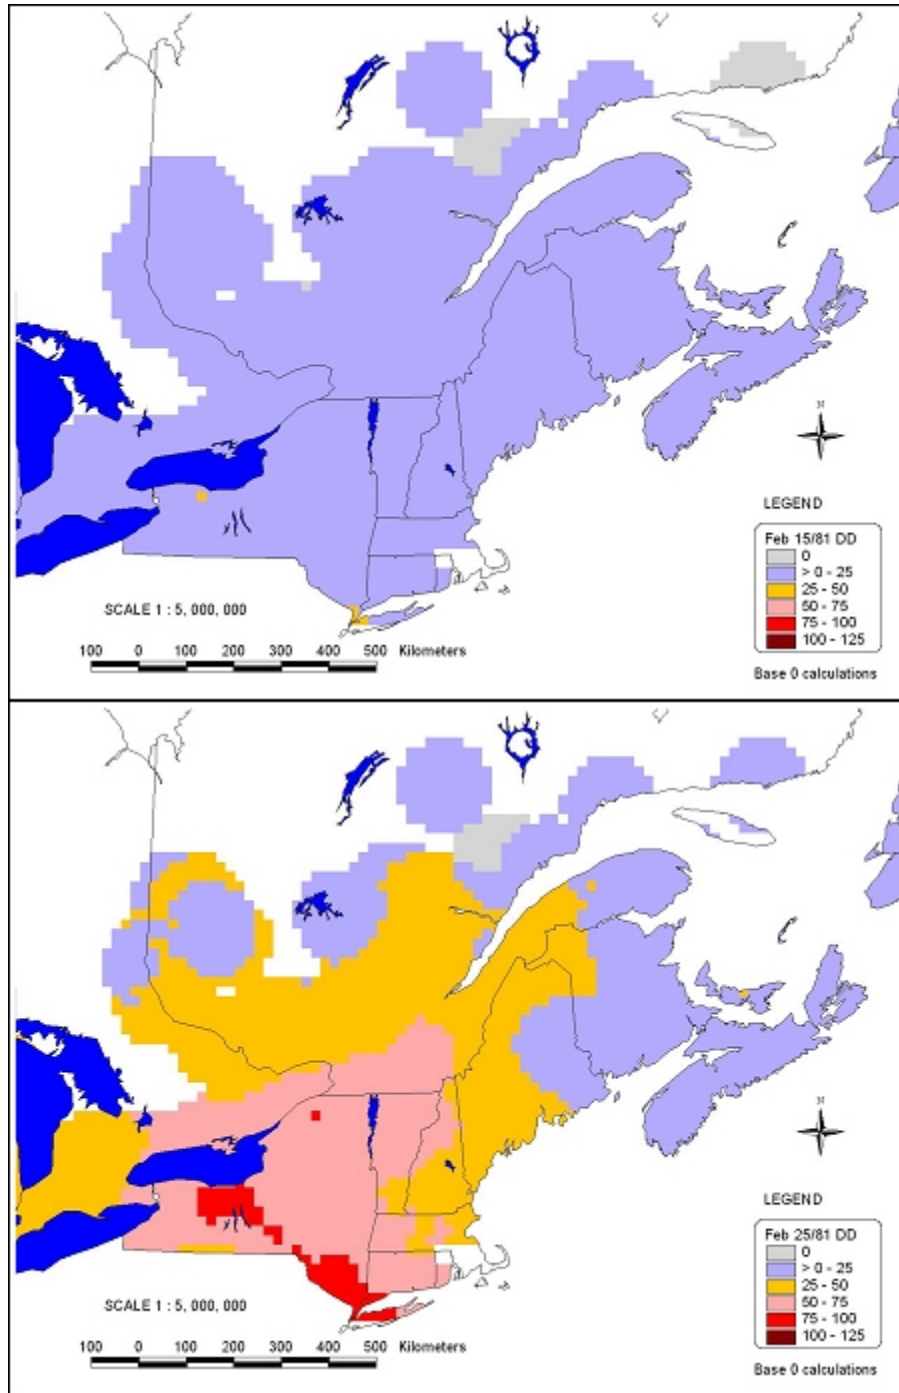 N
LEGEND
Feb 15/81 DD
0
> 0 - 25
25 - 50
50 - 75
75 - 100
100 - 125
SCALE 1 : 5, 000, 000
100 0 100 200 300 400 500 Kilometers
Base 0 calculations
N
LEGEND
Feb 25/81 DD
0
> 0 - 25
25 - 50
50 - 75
75 - 100
100 - 125
SCALE 1 : 5, 000, 000
100 0 100 200 300 400 500 Kilometers
Base 0 calculations